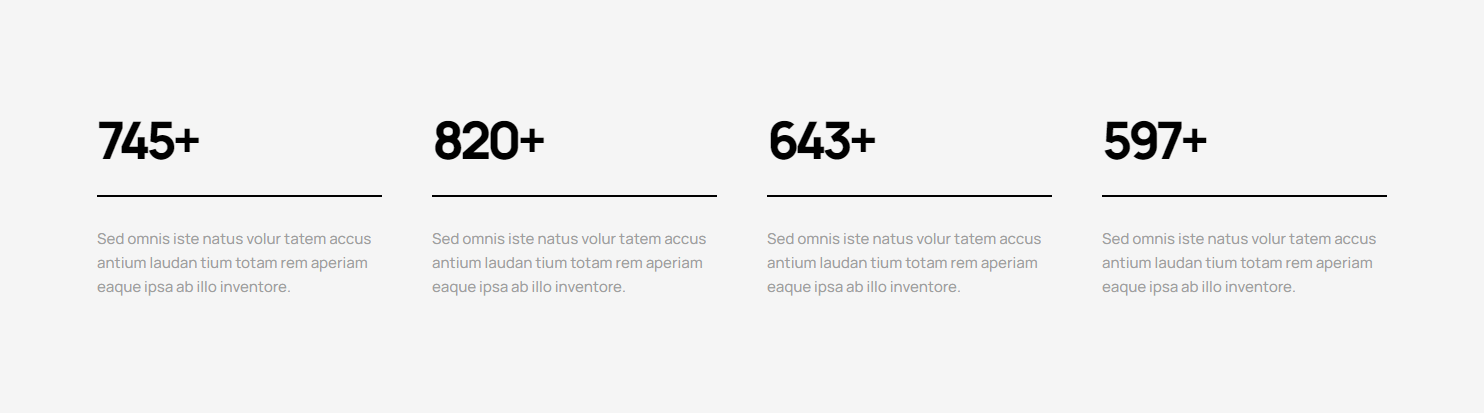 745+
Sed omnis iste natus volur tatem accus
antium laudan tium totam rem aperiam
eaque ipsa ab illo inventore.
820+
Sed omnis iste natus volur tatem accus
antium laudan tium totam rem aperiam
eaque ipsa ab illo inventore.
643+
Sed omnis iste natus volur tatem accus
antium laudan tium totam rem aperiam
eaque ipsa ab illo inventore.
597+
Sed omnis iste natus volur tatem accus
antium laudan tium totam rem aperiam
eaque ipsa ab illo inventore.